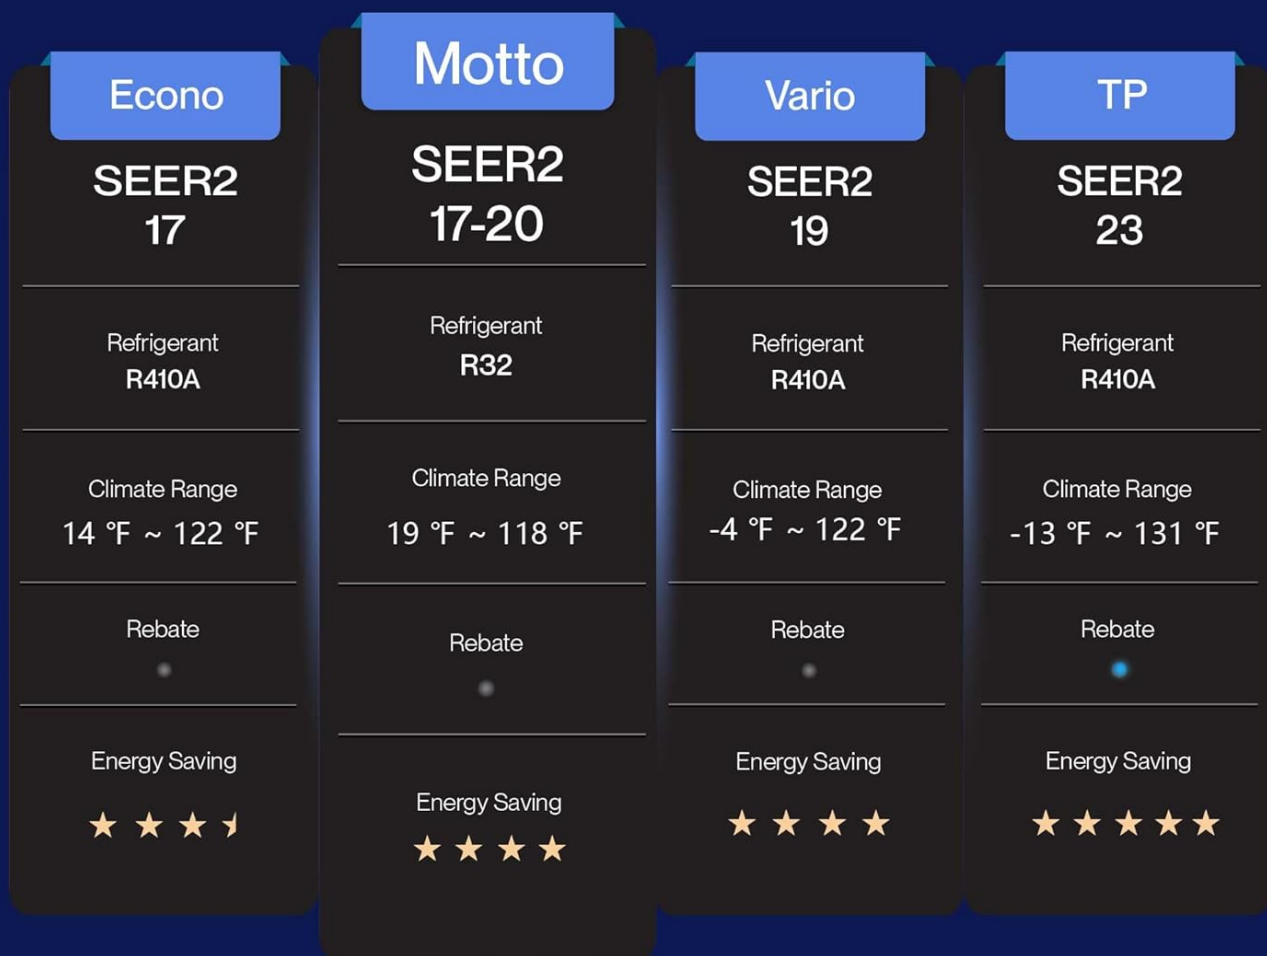 Econo
SEER2
17
Refrigerant
R410A
Climate Range
14 °F ~ 122 °F
Rebate
Energy Saving
Motto
SEER2
17-20
Refrigerant
R32
Climate Range
19 °F ~ 118 °F
Rebate
Energy Saving
Vario
SEER2
19
Refrigerant
R410A
Climate Range
-4 °F ~ 122 °F
Rebate
Energy Saving
TP
SEER2
23
Refrigerant
R410A
Climate Range
-13 °F ~ 131 °F
Rebate
Energy Saving